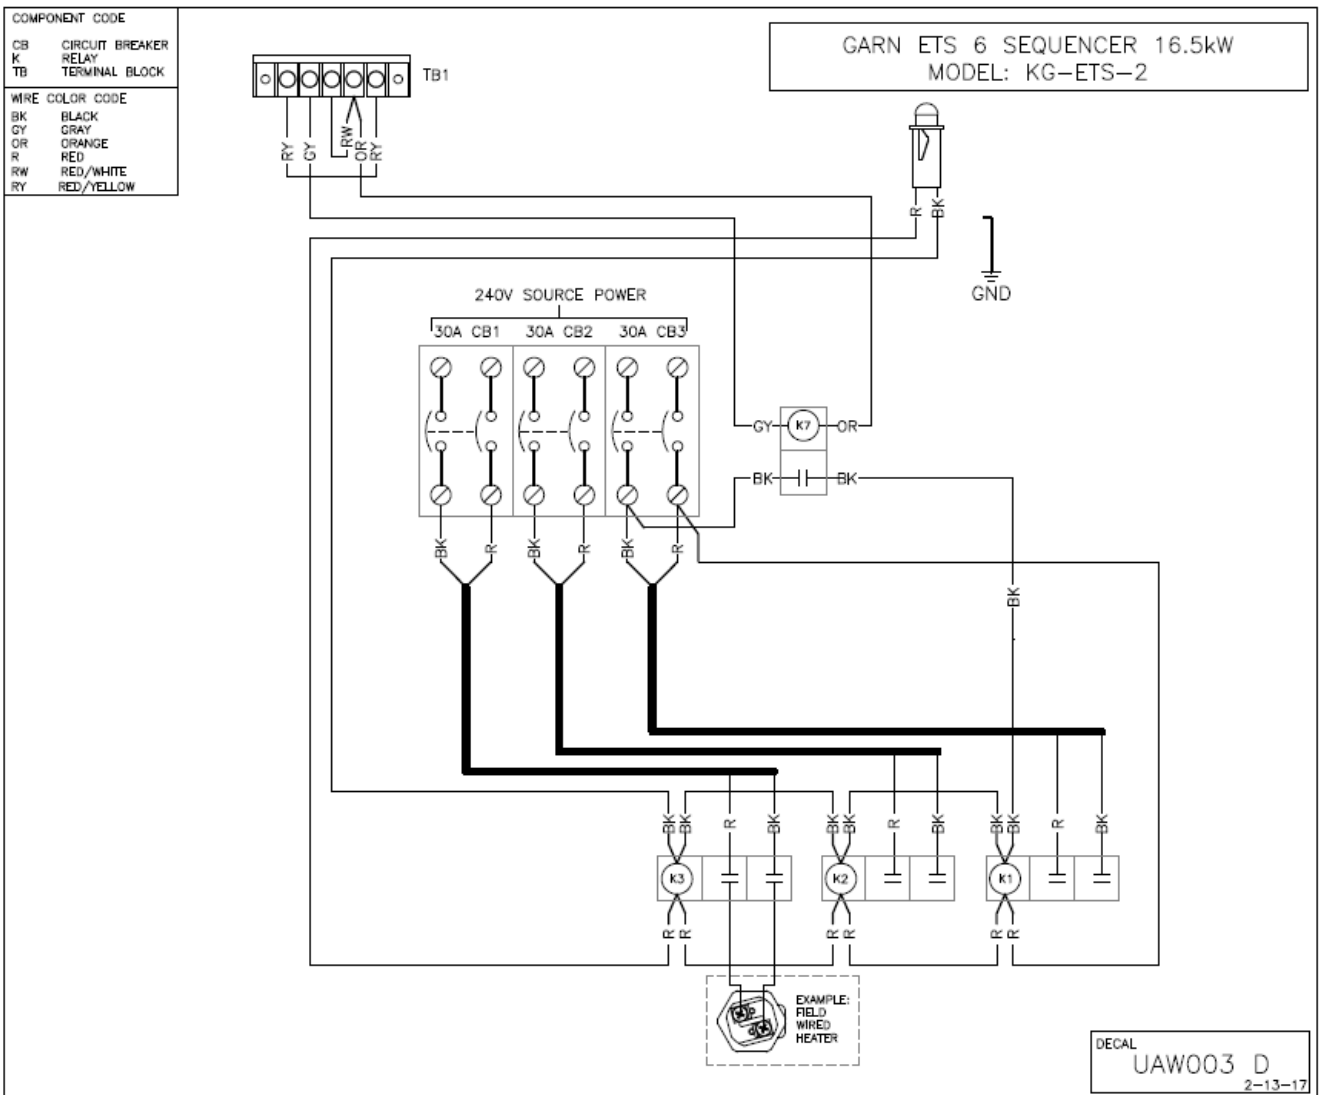 COMPONENT CODE
CB CIRCUIT BREAKER
K RELAY
TB TERMINAL BLOCK
WIRE COLOR CODE
BK BLACK
GY GRAY
OR ORANGE
R RED
RW RED/WHITE
RY RED/YELLOW
TB1
GARN ETS 6 SEQUENCER 16.5kW
MODEL: KG-ETS-2
RY GY RW OR RY
R BK
GND
240V SOURCE POWER
30A CB1 30A CB2 30A CB3
GY K7 OR
BK BK
BK R BK R BK R
BK
BK BK R BK BK BK R BK BK BK R BK
K3 K2 K1
R R R R R R
EXAMPLE:
FIELD
WIRED
HEATER
DECAL
UAW003 D
2-13-17